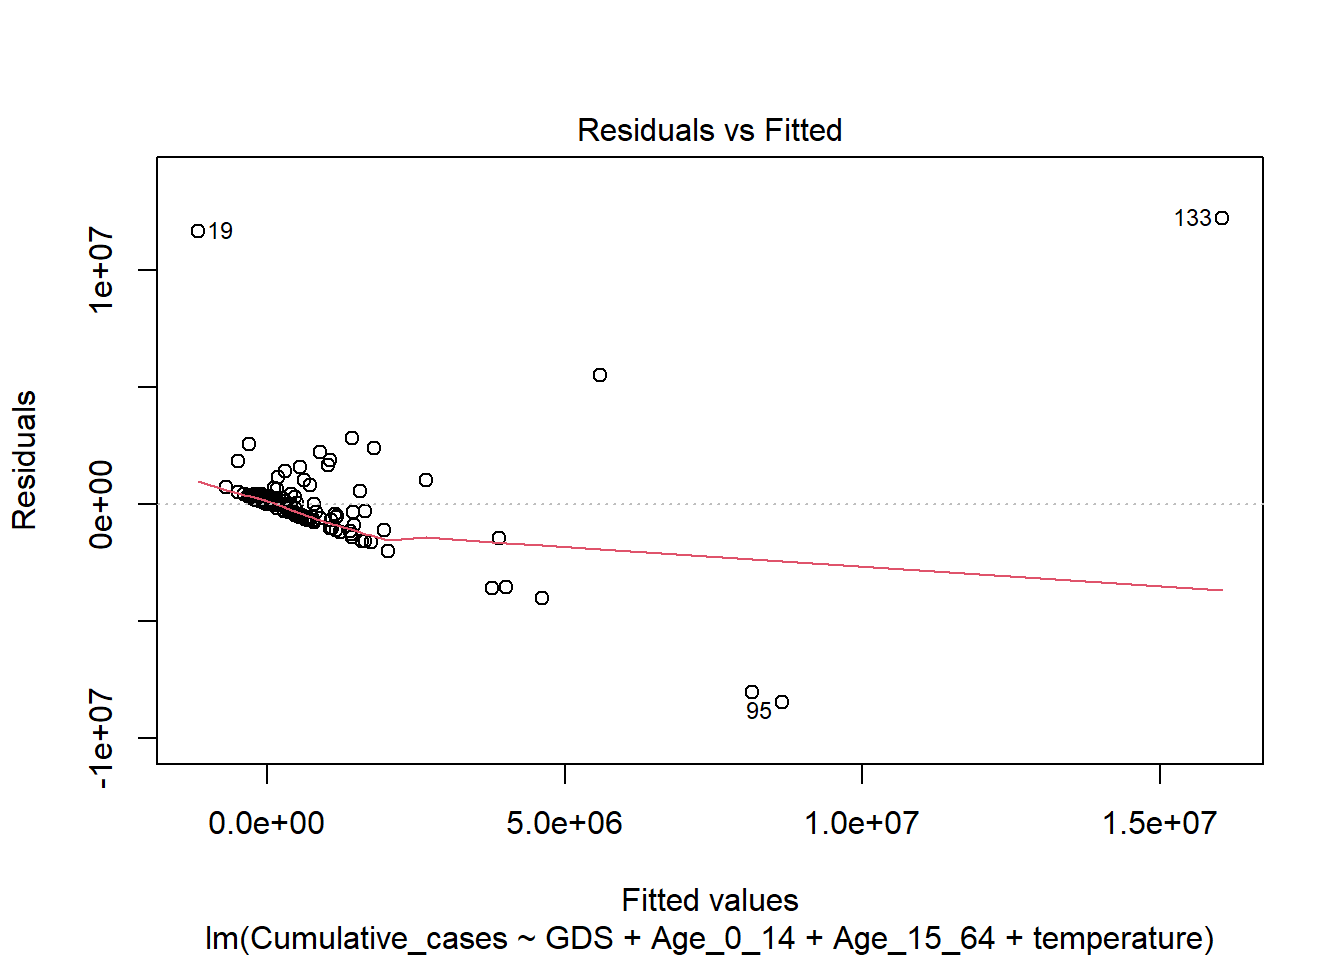 Residuals vs Fitted
Residuals
1e+07
0e+00
-1e+07
19
133
95
0.0e+00
5.0e+06
1.0e+07
1.5e+07
Fitted values
lm(Cumulative_cases ~ GDS + Age_0_14 + Age_15_64 + temperature)